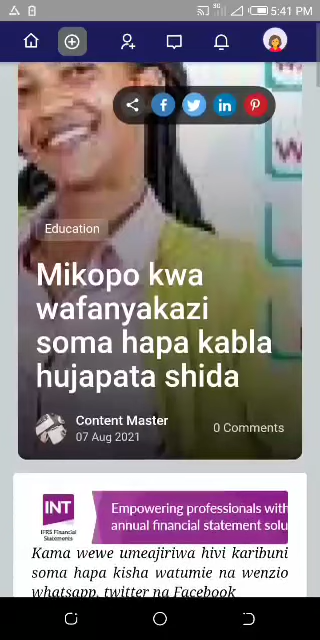 3G
5:41 PM
Education
Mikopo kwa
wafanyakazi
soma hapa kabla
hujapata shida
Content Master
07 Aug 2021
0 Comments
INT
IFRS Financial
Statements
Empowering professionals with
annual financial statement solu
Kama wewe umeajiriwa hivi karibuni
soma hapa kisha watumie na wenzio
whatsapp, twitter na Facebook